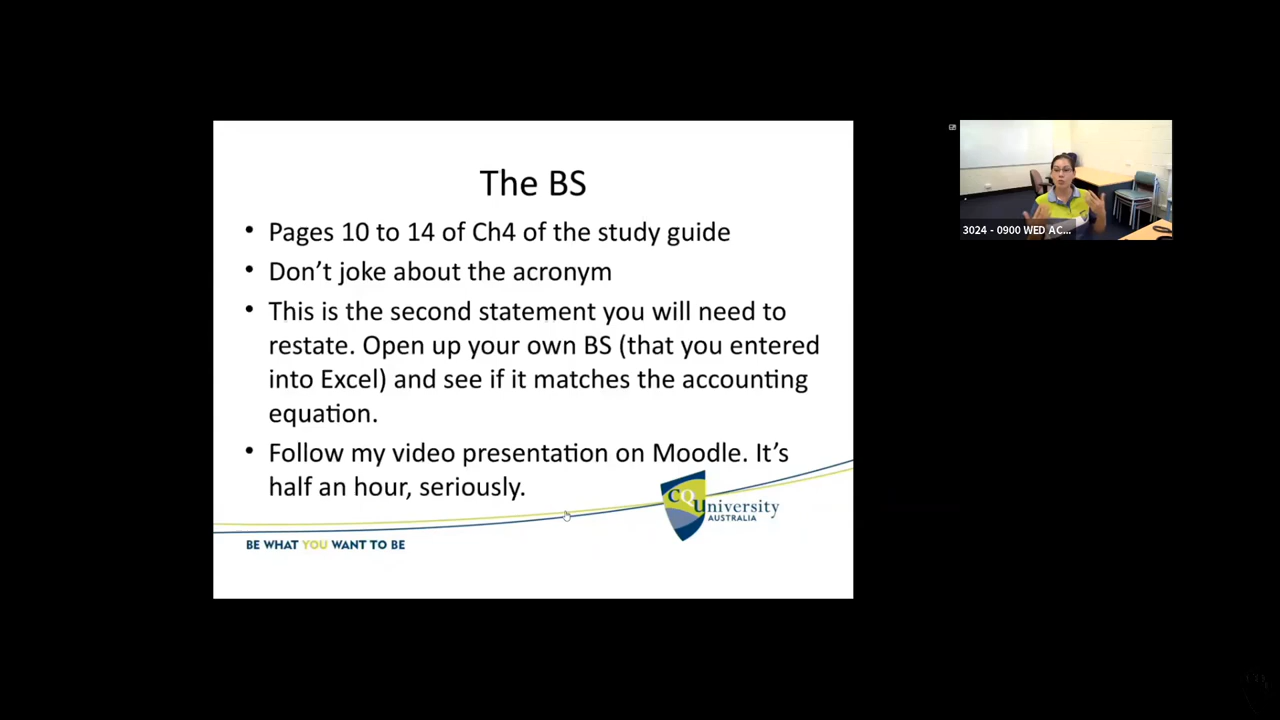 The BS
• Pages 10 to 14 of Ch4 of the study guide
• Don’t joke about the acronym
• This is the second statement you will need to
restate. Open up your own BS (that you entered
into Excel) and see if it matches the accounting
equation.
• Follow my video presentation on Moodle. It’s
half an hour, seriously.
CQUniversity
AUSTRALIA
BE WHAT YOU WANT TO BE
3024 - 0900 WED AC...